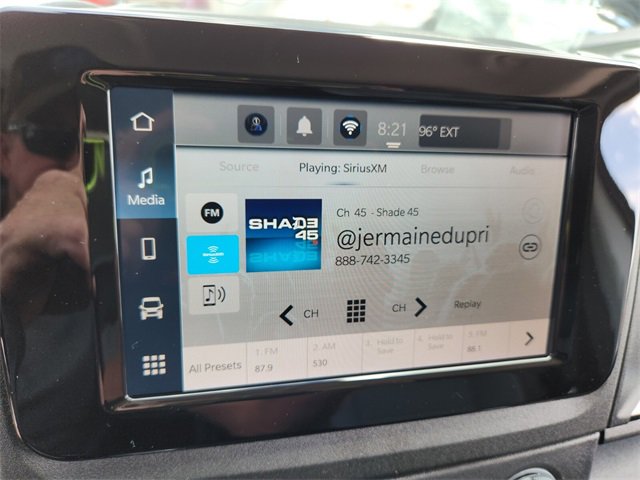 8:21 96° EXT
Source Playing: SiriusXM Browse Audio
Media
FM
SiriusXM
SHADE 45
Ch 45 - Shade 45
@jermainedupri
888-742-3345
CH CH Replay
All Presets
1. FM
87.9
2. AM
530
3. Hold to
Save
4. Hold to
Save
5. FM
88.1